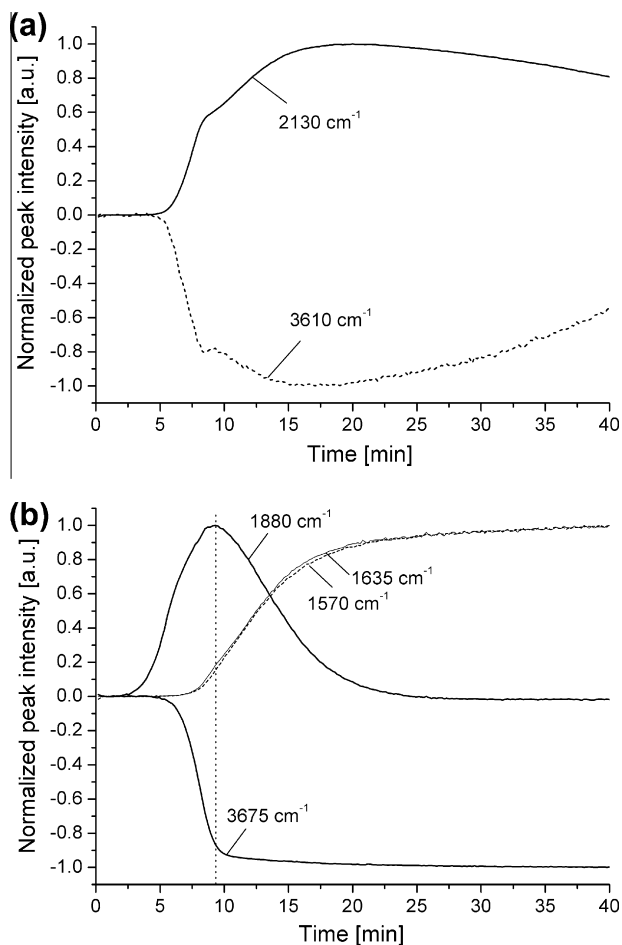 (a)
Normalized peak intensity [a.u.]
1.0
0.8
0.6
0.4
0.2
0.0
-0.2
-0.4
-0.6
-0.8
-1.0
2130 cm⁻¹
3610 cm⁻¹
0 5 10 15 20 25 30 35 40
Time [min]
(b)
Normalized peak intensity [a.u.]
1.0
0.8
0.6
0.4
0.2
0.0
-0.2
-0.4
-0.6
-0.8
-1.0
1880 cm⁻¹
1635 cm⁻¹
1570 cm⁻¹
3675 cm⁻¹
0 5 10 15 20 25 30 35 40
Time [min]